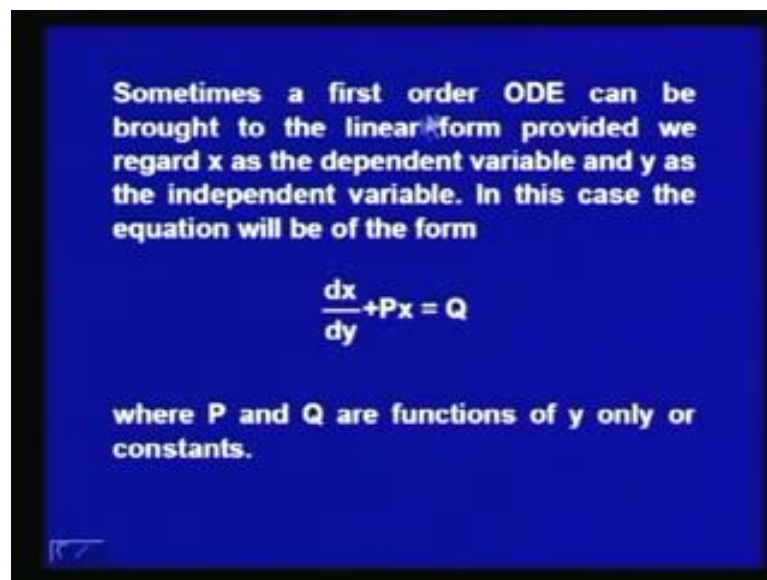 Sometimes a first order ODE can be
brought to the linear form provided we
regard x as the dependent variable and y as
the independent variable. In this case the
equation will be of the form
dx
dy +Px = Q
where P and Q are functions of y only or
constants.